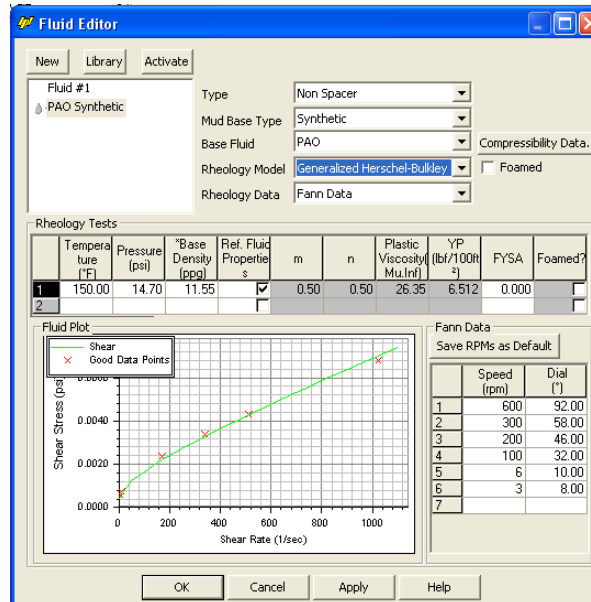 Fluid Editor
New Library Activate
Fluid #1
PAO Synthetic
Type Non Spacer
Mud Base Type Synthetic
Base Fluid PAO Compressibility Data.
Rheology Model Generalized Herschel-Bulkley Foamed
Rheology Data Fann Data
Rheology Tests
Tempera ture (°F) Pressure (psi) *Base Density (ppg) Ref. Fluid Propertie s m n Plastic Viscosity( Mu.Inf) YP (lbf/100ft ²) FYSA Foamed?
1 150.00 14.70 11.55 0.50 0.50 26.35 6.512 0.000
2
Fluid Plot
Shear
Good Data Points
Shear Stress (psi
0.0040
0.0020
0.0000
0 200 400 600 800 1000
Shear Rate (1/sec)
Fann Data
Save RPMs as Default
Speed (rpm) Dial (°)
1 600 92.00
2 300 58.00
3 200 46.00
4 100 32.00
5 6 10.00
6 3 8.00
7
OK Cancel Apply Help